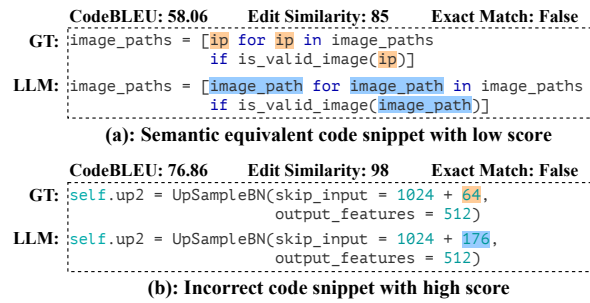 CodeBLEU: 58.06 Edit Similarity: 85 Exact Match: False
GT: image_paths = [ip for ip in image_paths
if is_valid_image(ip)]
LLM: image_paths = [image_path for image_path in image_paths
if is_valid_image(image_path)]
(a): Semantic equivalent code snippet with low score
CodeBLEU: 76.86 Edit Similarity: 98 Exact Match: False
GT: self.up2 = UpSampleBN(skip_input = 1024 + 64,
output_features = 512)
LLM: self.up2 = UpSampleBN(skip_input = 1024 + 176,
output_features = 512)
(b): Incorrect code snippet with high score